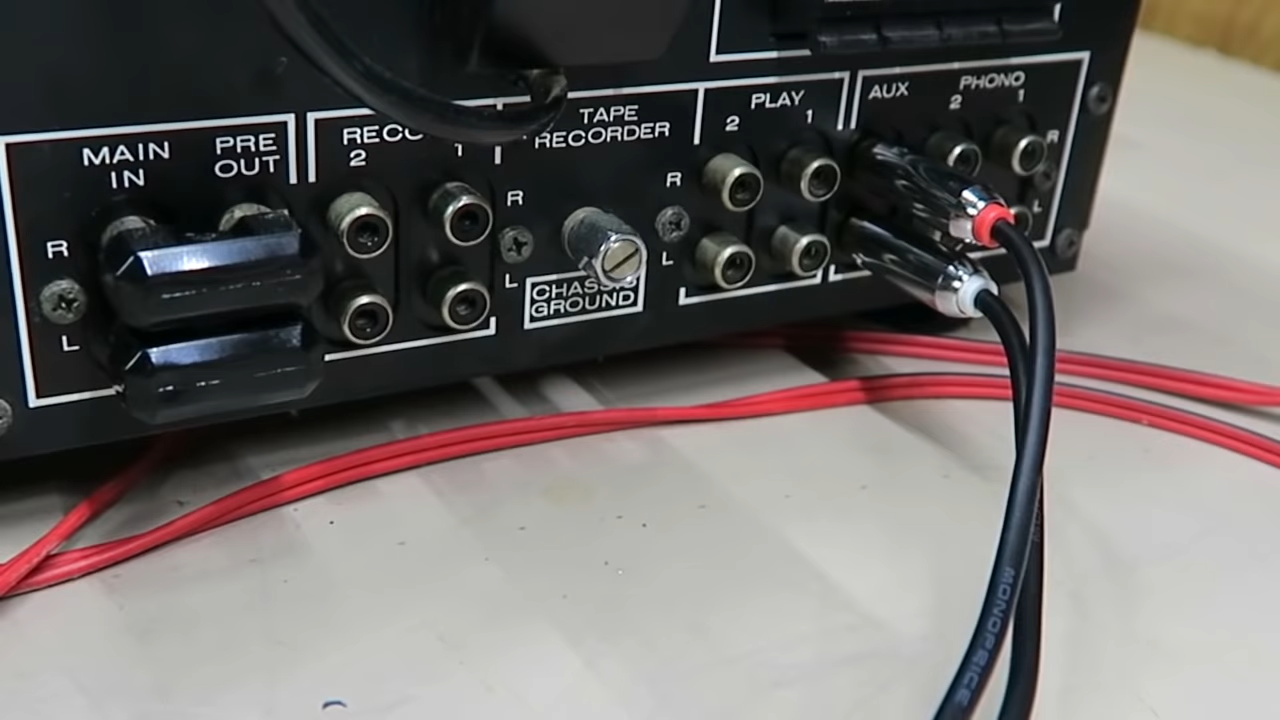 MAIN
IN
PRE
OUT
R
L
2
1
TAPE
RECORDER
R
L
CHASSIS
GROUND
PLAY
2
1
R
L
AUX
PHONO
2
1
R
L
MONOPRICE